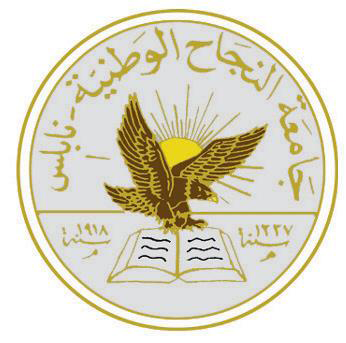 جامعة النجاح الوطنية - نابلس
سنة ١٣٣٧
سنة ١٩١٨ م